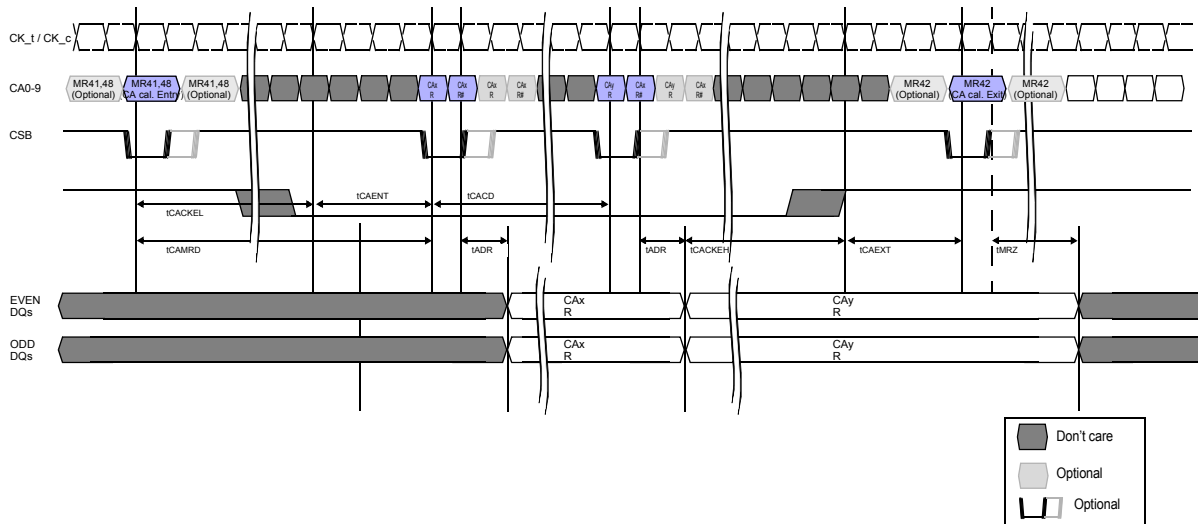 CK_t / CK_c
CA0-9
MR41,48
(Optional)
MR41,48
CA cal. Entry
MR41,48
(Optional)
CAx
R
CAx
R#
CAx
R
CAx
R#
CAy
R
CAx
R#
CAy
R
CAx
R#
MR42
(Optional)
MR42
CA cal. Exit)
MR42
(Optional)
CSB
tCACKEL
tCAENT
tCACD
tCAMRD
tADR
tADR
tCACKEH
tCAEXT
tMRZ
EVEN
DQs
CAx
R
CAy
R
ODD
DQs
CAx
R
CAy
R
Don't care
Optional
Optional